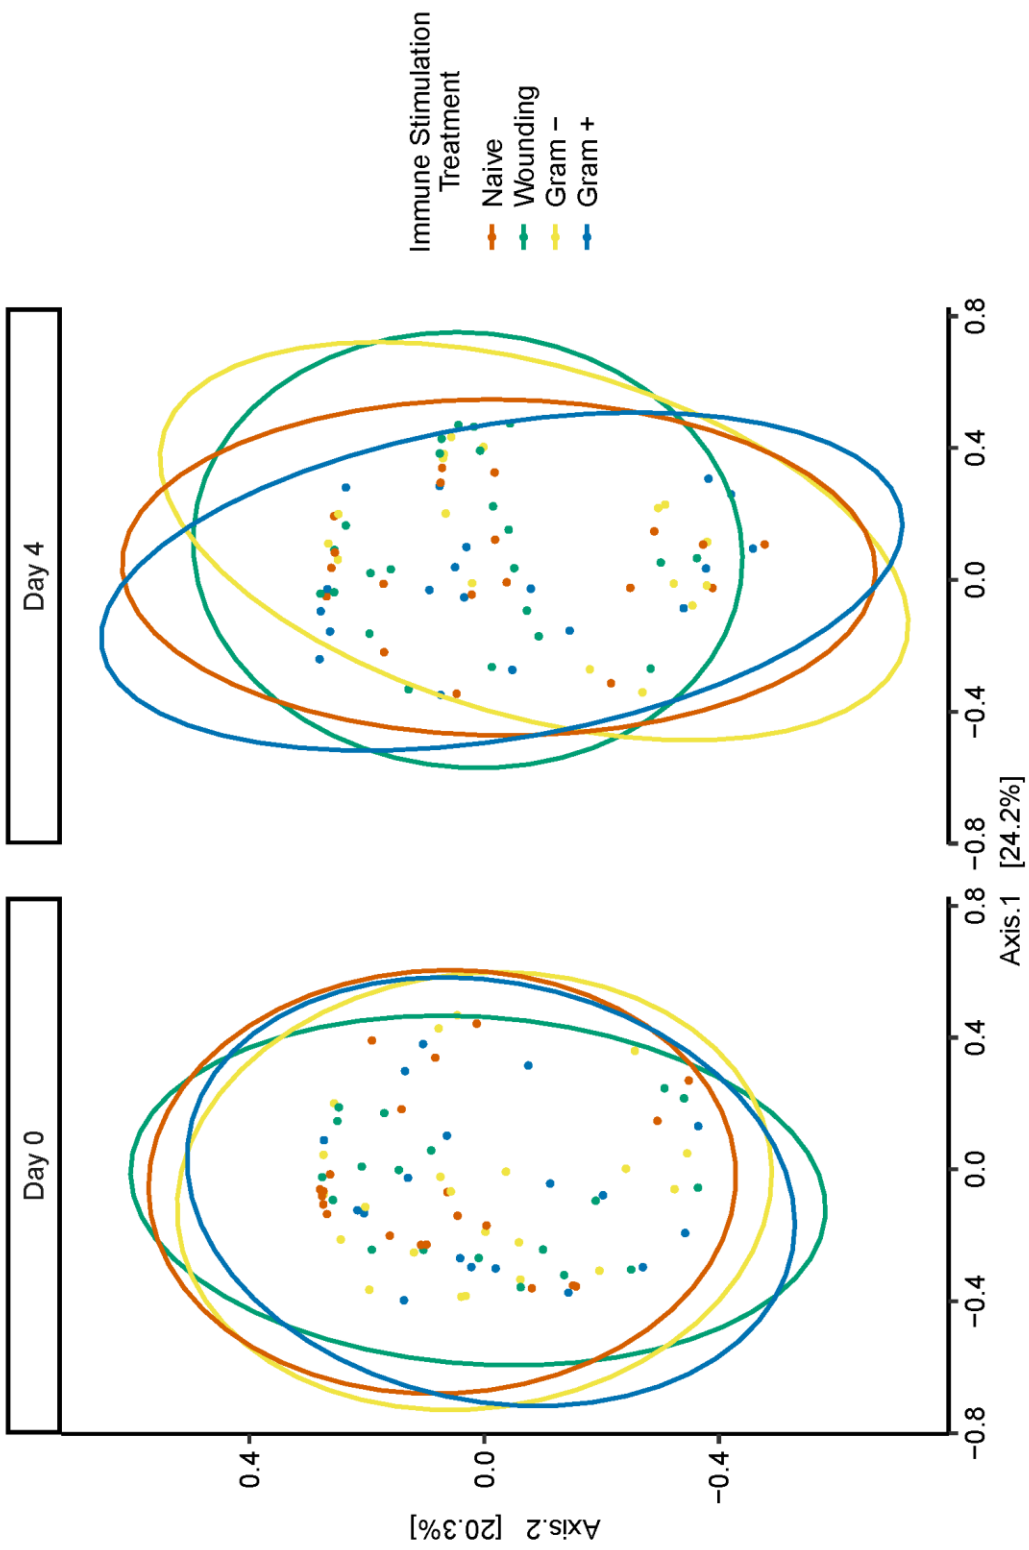 Day 0
Day 4
0.4
0.0
−0.4
Axis.2 [20.3%]
−0.8
−0.4
0.0
0.4
0.8
−0.8
−0.4
0.0
0.4
0.8
Axis.1 [24.2%]
Immune Stimulation
Treatment
Naive
Wounding
Gram −
Gram +